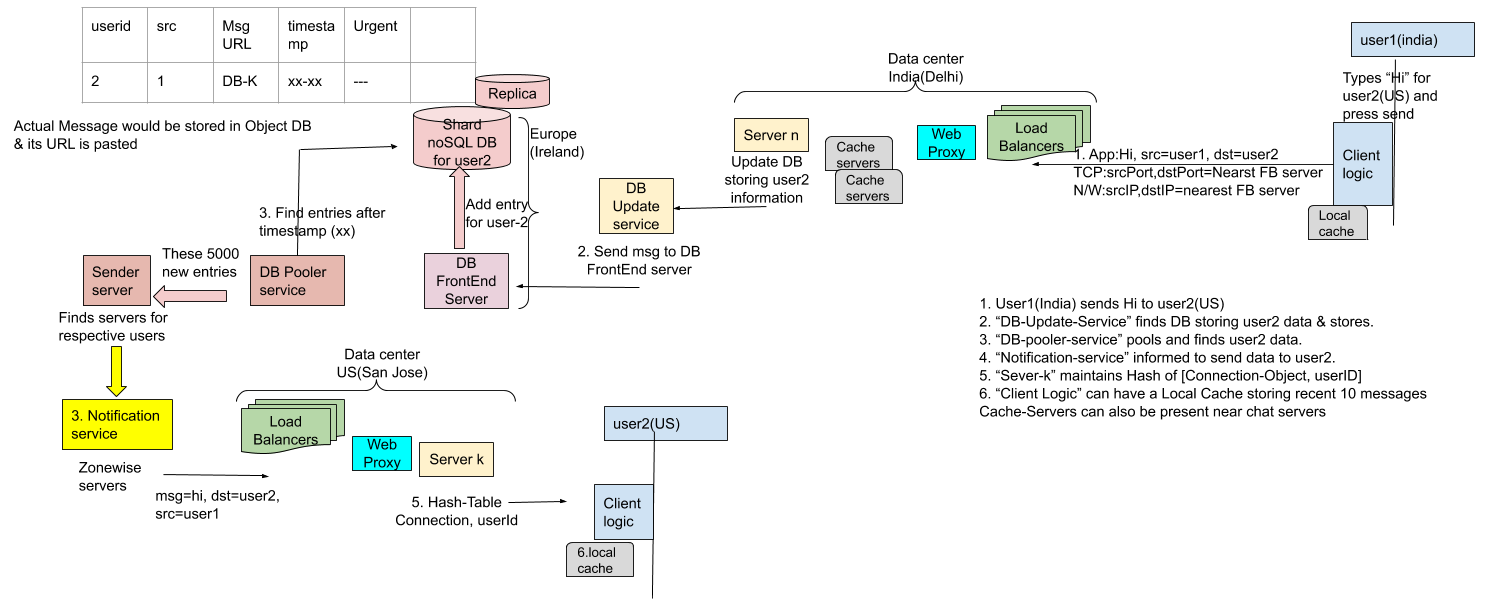 userid
src
Msg
URL
timesta
mp
Urgent
2
1
DB-K
xx-xx
---
Replica
Actual Message would be stored in Object DB
& its URL is pasted
Shard
noSQL DB
for user2
Europe
(Ireland)
Add entry
for user-2
3. Find entries after
timestamp (xx)
These 5000
new entries
Sender
server
DB Pooler
service
DB
FrontEnd
Server
Finds servers for
respective users
3. Notification
service
Zonewise
servers
msg=hi, dst=user2,
src=user1
Data center
US(San Jose)
Load
Balancers
Web
Proxy
Server k
5. Hash-Table
Connection, userId
user2(US)
Client
logic
6.local
cache
Data center
India(Delhi)
Server n
Update DB
storing user2
information
Cache
servers
Cache
servers
Web
Proxy
Load
Balancers
DB
Update
service
2. Send msg to DB
FrontEnd server
user1(india)
Types “Hi” for
user2(US) and
press send
Client
logic
Local
cache
1. App:Hi, src=user1, dst=user2
TCP:srcPort,dstPort=Nearst FB server
N/W:srcIP,dstIP=nearest FB server
1. User1(India) sends Hi to user2(US)
2. “DB-Update-Service” finds DB storing user2 data & stores.
3. “DB-pooler-service” pools and finds user2 data.
4. “Notification-service” informed to send data to user2.
5. “Sever-k” maintains Hash of [Connection-Object, userID]
6. “Client Logic” can have a Local Cache storing recent 10 messages
Cache-Servers can also be present near chat servers